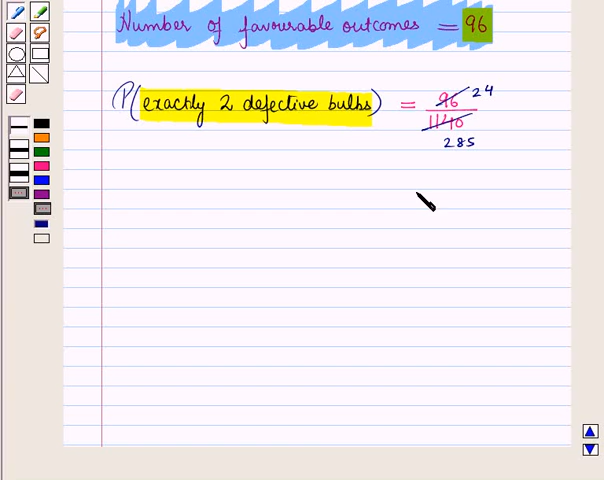 Number of favourable outcomes = 96
P(exactly 2 defective bulbs) = 96/1140
24
285